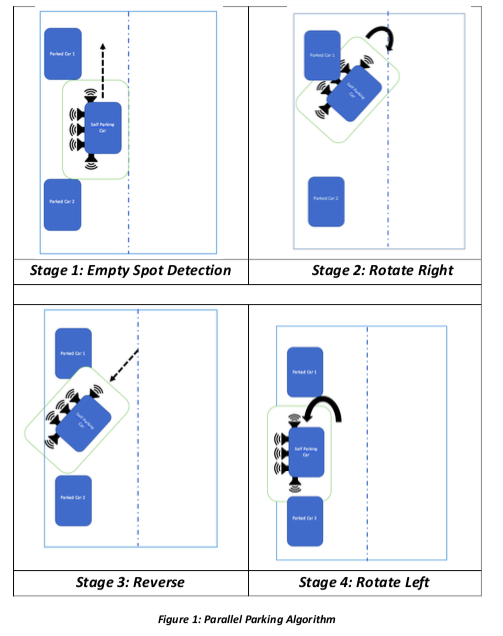 Parked Car 1
Self Parking
Car
Parked Car 2
Stage 1: Empty Spot Detection
Parked Car 1
Self Parking
Car
Parked Car 2
Stage 2: Rotate Right
Parked Car 1
Self Parking
Car
Parked Car 2
Stage 3: Reverse
Parked Car 1
Self Parking
Car
Parked Car 2
Stage 4: Rotate Left
Figure 1: Parallel Parking Algorithm